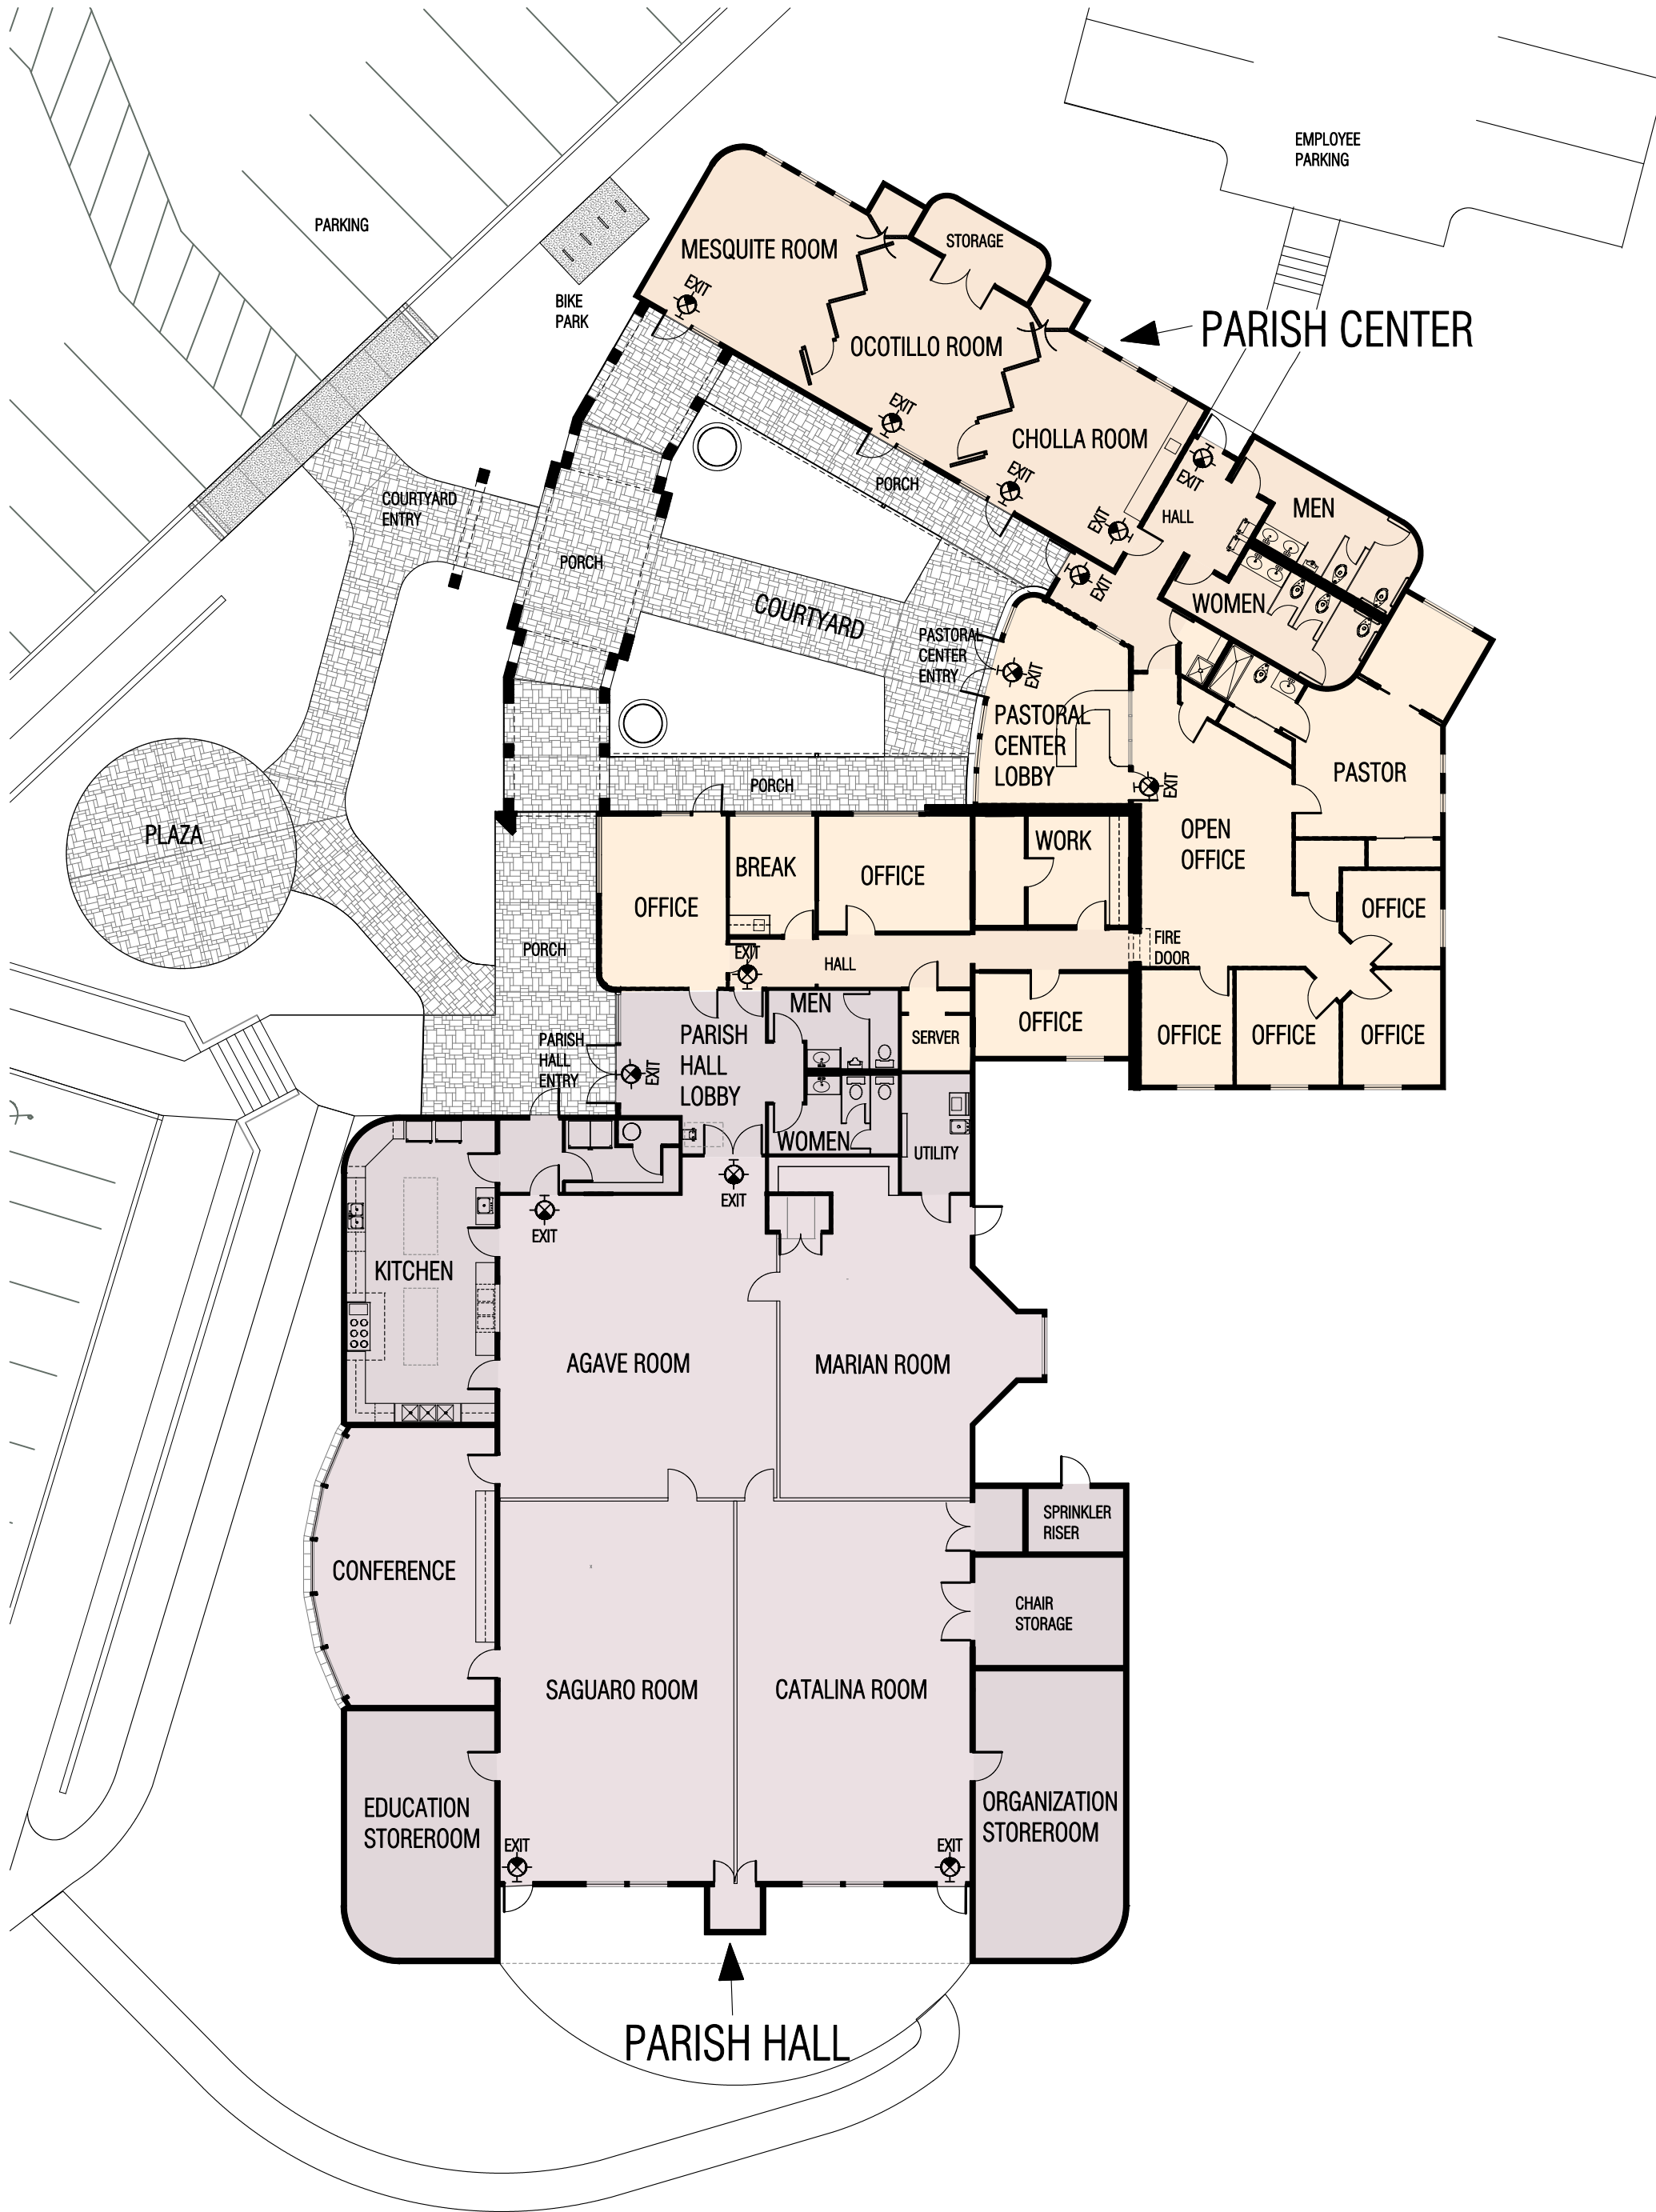 EMPLOYEE
PARKING
PARKING
STORAGE
MESQUITE ROOM
EXIT
BIKE
PARK
PARISH CENTER
OCOTILLO ROOM
EXIT
CHOLLA ROOM
EXIT
EXIT
PORCH
COURTYARD
ENTRY
MEN
HALL
EXIT
PORCH
EXIT
WOMEN
COURTYARD
PASTORAL
CENTER
ENTRY
EXIT
PASTORAL
CENTER
LOBBY
PASTOR
EXIT
PORCH
PLAZA
OPEN
OFFICE
WORK
BREAK
OFFICE
OFFICE
OFFICE
PORCH
EXIT
HALL
FIRE
DOOR
MEN
OFFICE
OFFICE
OFFICE
OFFICE
SERVER
PARISH
HALL
LOBBY
PARISH
HALL
ENTRY
EXIT
WOMEN
UTILITY
EXIT
EXIT
KITCHEN
AGAVE ROOM
MARIAN ROOM
SPRINKLER
RISER
CONFERENCE
CHAIR
STORAGE
SAGUARO ROOM
CATALINA ROOM
EDUCATION
STOREROOM
ORGANIZATION
STOREROOM
EXIT
EXIT
PARISH HALL